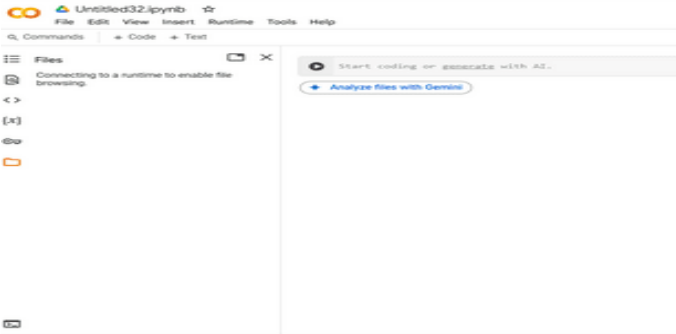 Untitled32.ipynb
File Edit View Insert Runtime Tools Help
Commands + Code + Text
Files
Connecting to a runtime to enable file
browsing.
Start coding or generate with AI.
Analyze files with Gemini